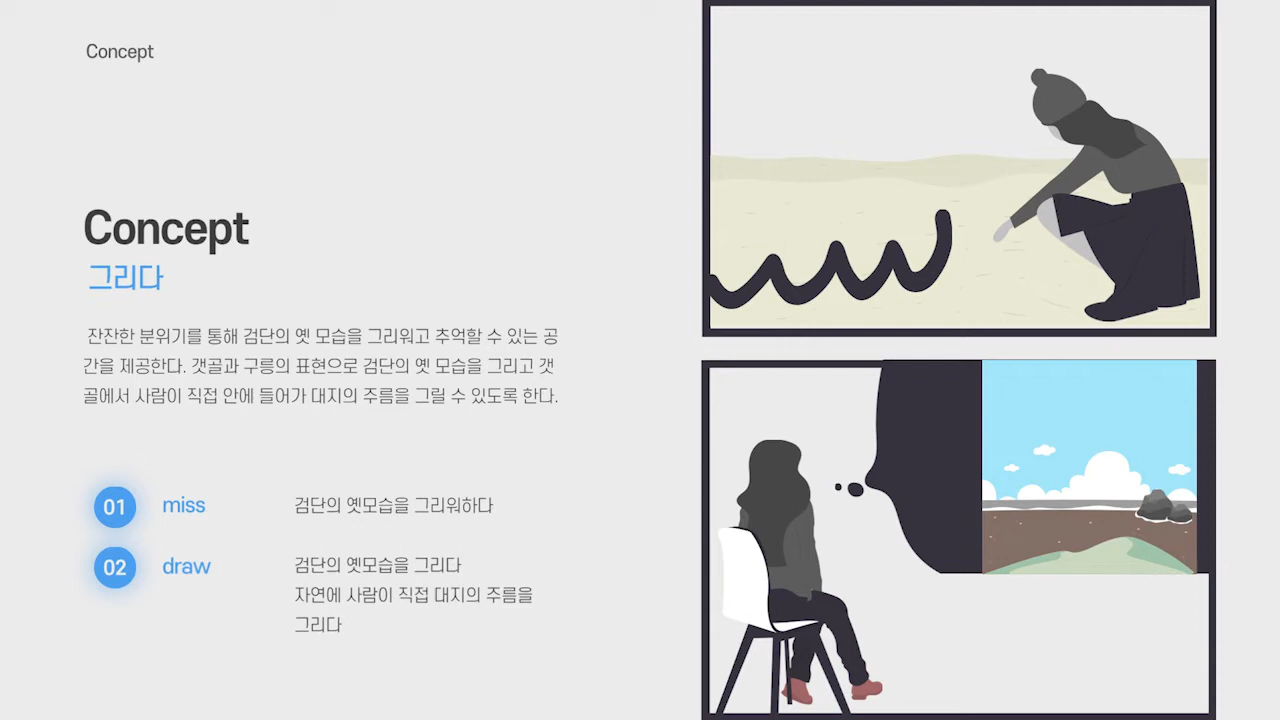 Concept
Concept
그리다
잔잔한 분위기를 통해 검단의 옛 모습을 그리워고 추억할 수 있는 공
간을 제공한다. 갯골과 구릉의 표현으로 검단의 옛 모습을 그리고 갯
골에서 사람이 직접 안에 들어가 대지의 주름을 그릴 수 있도록 한다.
01 miss 검단의 옛모습을 그리워하다
02 draw 검단의 옛모습을 그리다
자연에 사람이 직접 대지의 주름을
그리다